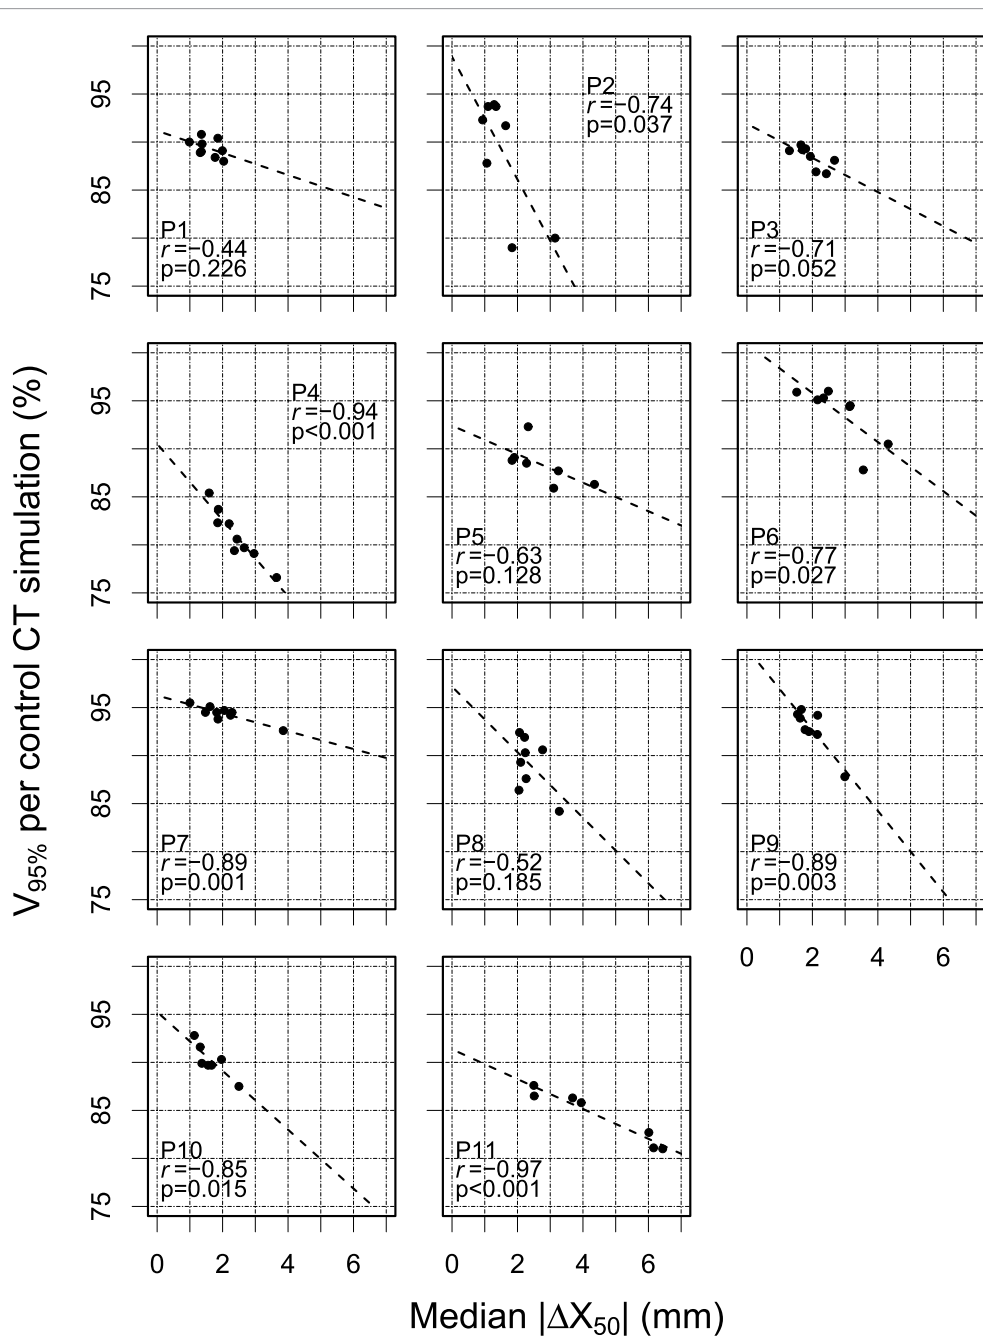 95
85
75
P1
r=−0.44
p=0.226
P2
r=−0.74
p=0.037
P3
r=−0.71
p=0.052
95
85
75
P4
r=−0.94
p<0.001
P5
r=−0.63
p=0.128
P6
r=−0.77
p=0.027
V95% per control CT simulation (%)
95
85
75
P7
r=−0.89
p=0.001
P8
r=−0.52
p=0.185
P9
r=−0.89
p=0.003
0 2 4 6
95
85
75
P10
r=−0.85
p=0.015
P11
r=−0.97
p<0.001
0 2 4 6
0 2 4 6
Median |ΔX50| (mm)